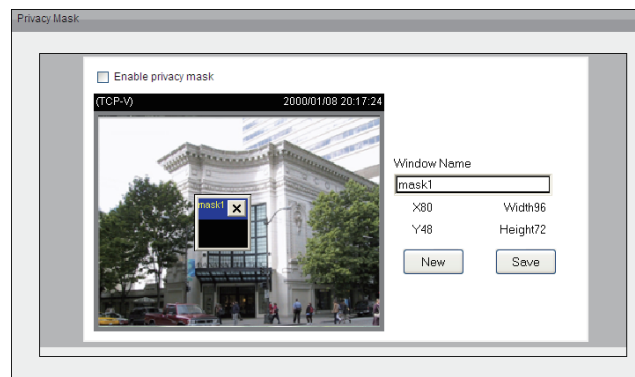 Privacy Mask
Enable privacy mask
(TCP-V) 2000/01/08 20:17:24
mask1
Window Name
mask1
X80 Width96
Y48 Height72
New Save